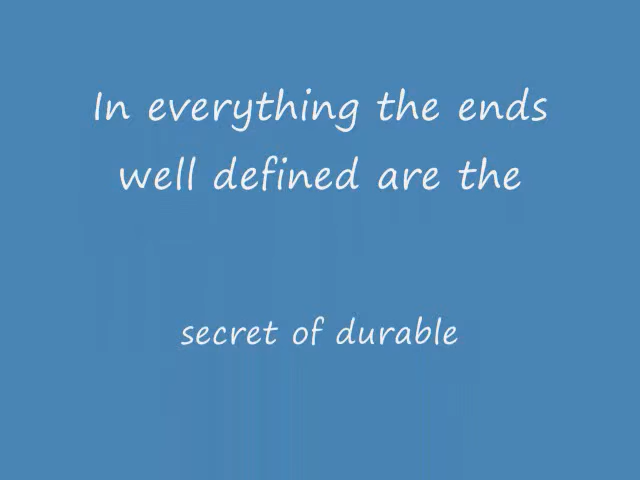 In everything the ends
well defined are the
secret of durable